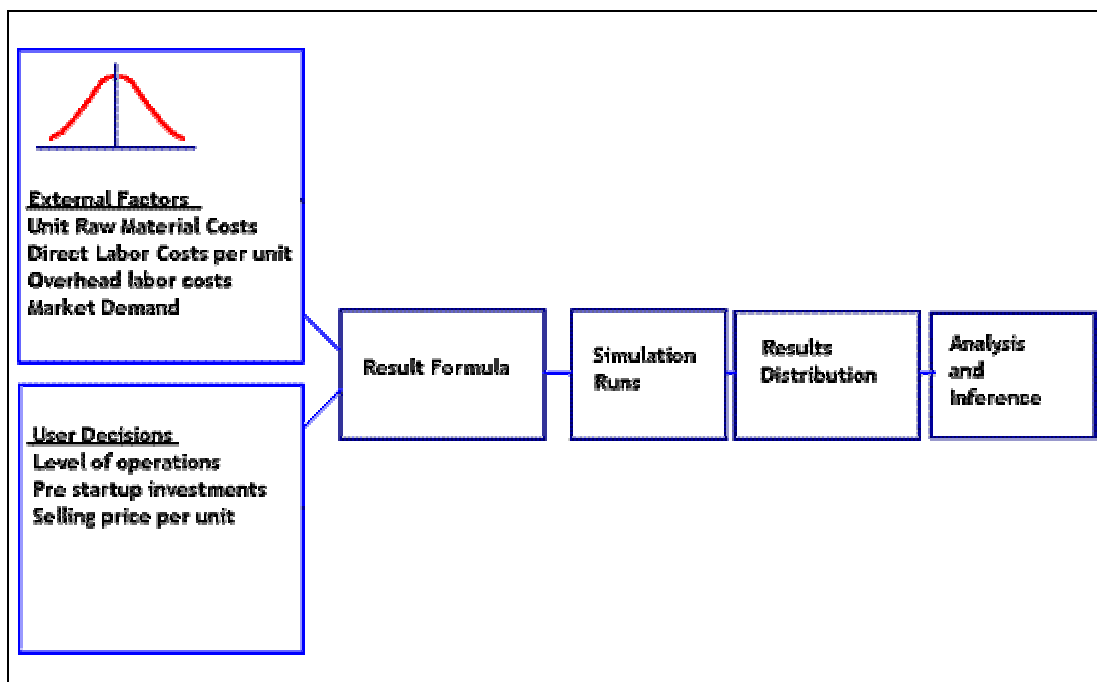 External Factors
Unit Raw Material Costs
Direct Labor Costs per unit
Overhead labor costs
Market Demand
User Decisions
Level of operations
Pre startup investments
Selling price per unit
Result Formula
Simulation
Runs
Results
Distribution
Analysis
and
Inference